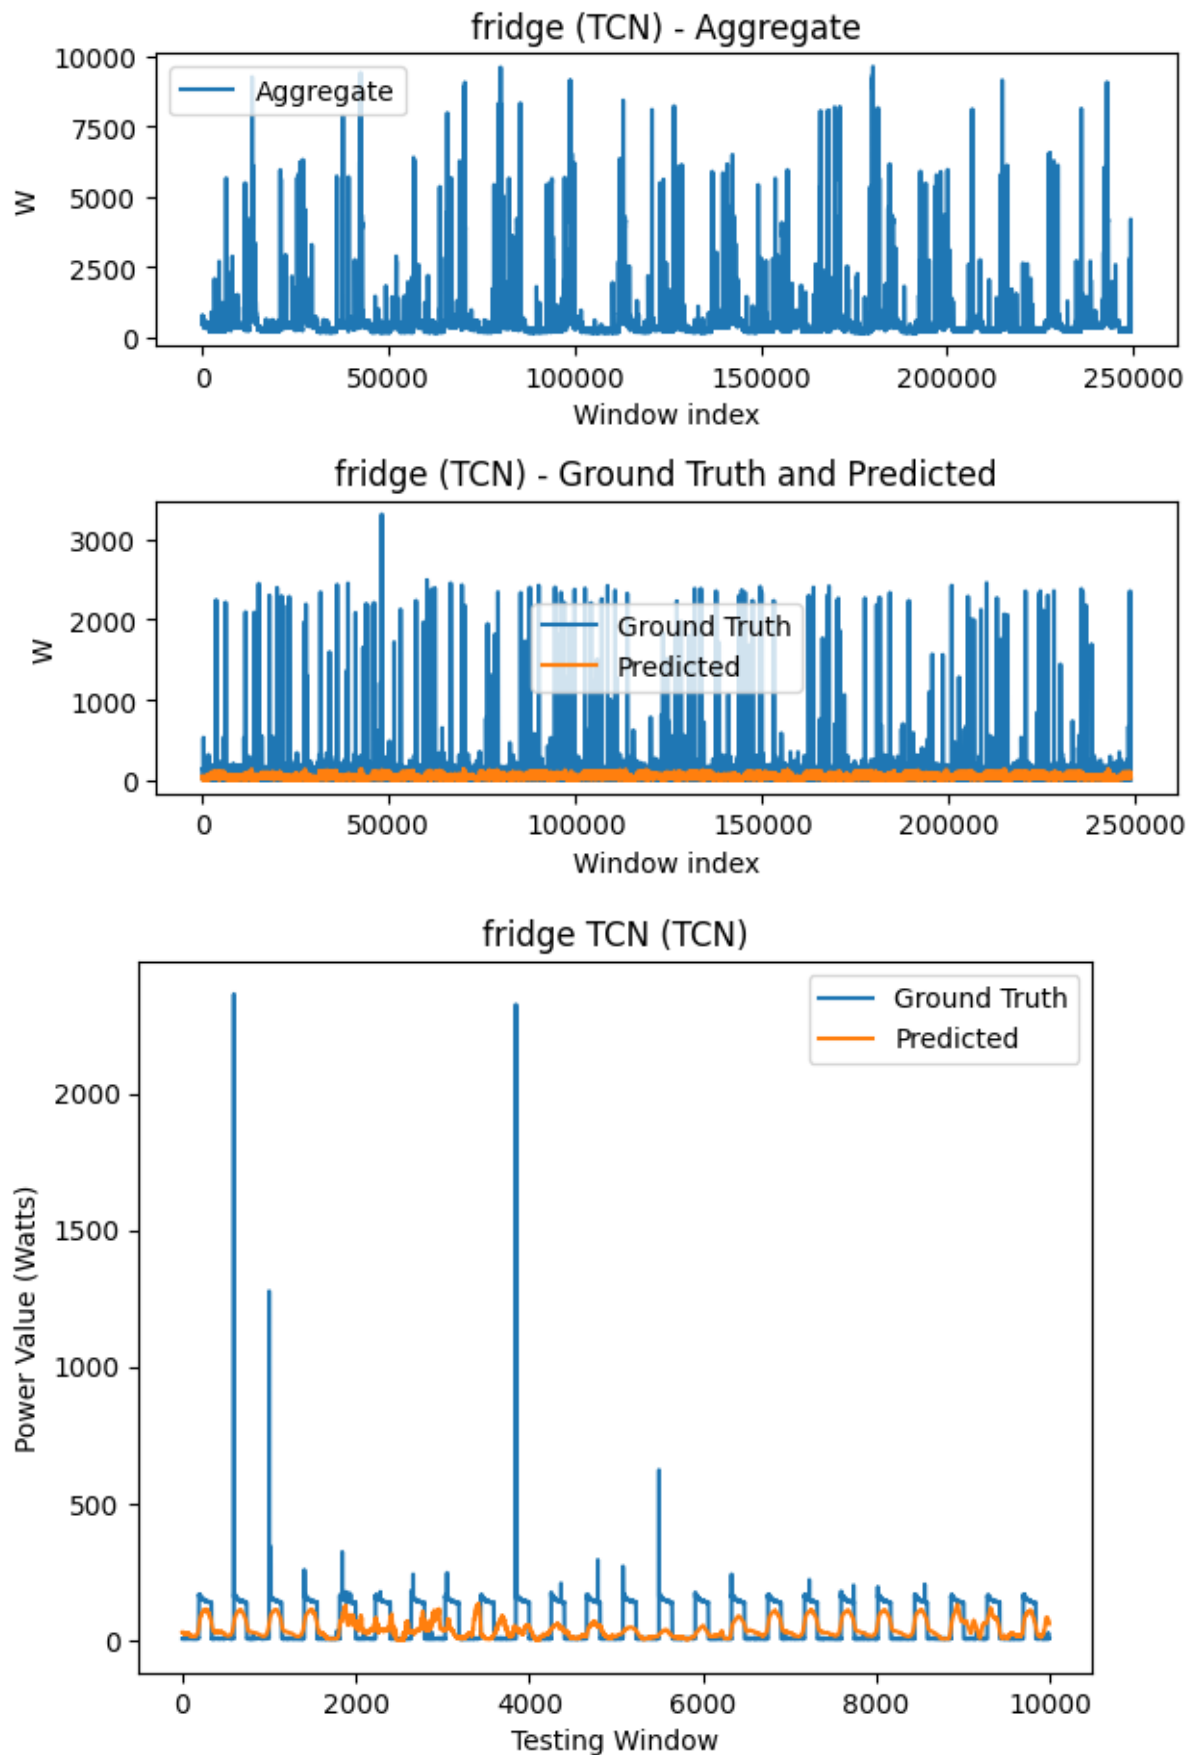 fridge (TCN) - Aggregate
10000
7500
5000
2500
0
W
Aggregate
0 50000 100000 150000 200000 250000
Window index
fridge (TCN) - Ground Truth and Predicted
3000
2000
1000
0
W
Ground Truth
Predicted
0 50000 100000 150000 200000 250000
Window index
fridge TCN (TCN)
2000
1500
1000
500
0
Power Value (Watts)
Ground Truth
Predicted
0 2000 4000 6000 8000 10000
Testing Window